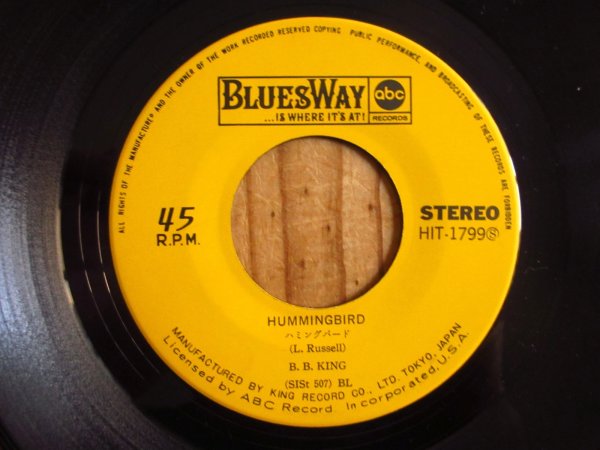 ALL RIGHTS OF THE MANUFACTURE® AND THE OWNER OF THE WORK RECORDED RESERVED COPYING PUBLIC PERFORMANCE, AND BROADCASTING OF THESE RECORDS ARE FORBIDDEN
BLUESWAY
...IS WHERE IT'S AT!
abc
RECORDS
45
R.P.M.
STEREO
HIT-1799Ⓢ
HUMMINGBIRD
ハミングバード
(L. Russell)
B. B. KING
(SISt 507) BL
MANUFACTURED BY KING RECORD CO., LTD. TOKYO, JAPAN
Licensed by ABC Record Incorporated, U.S.A.